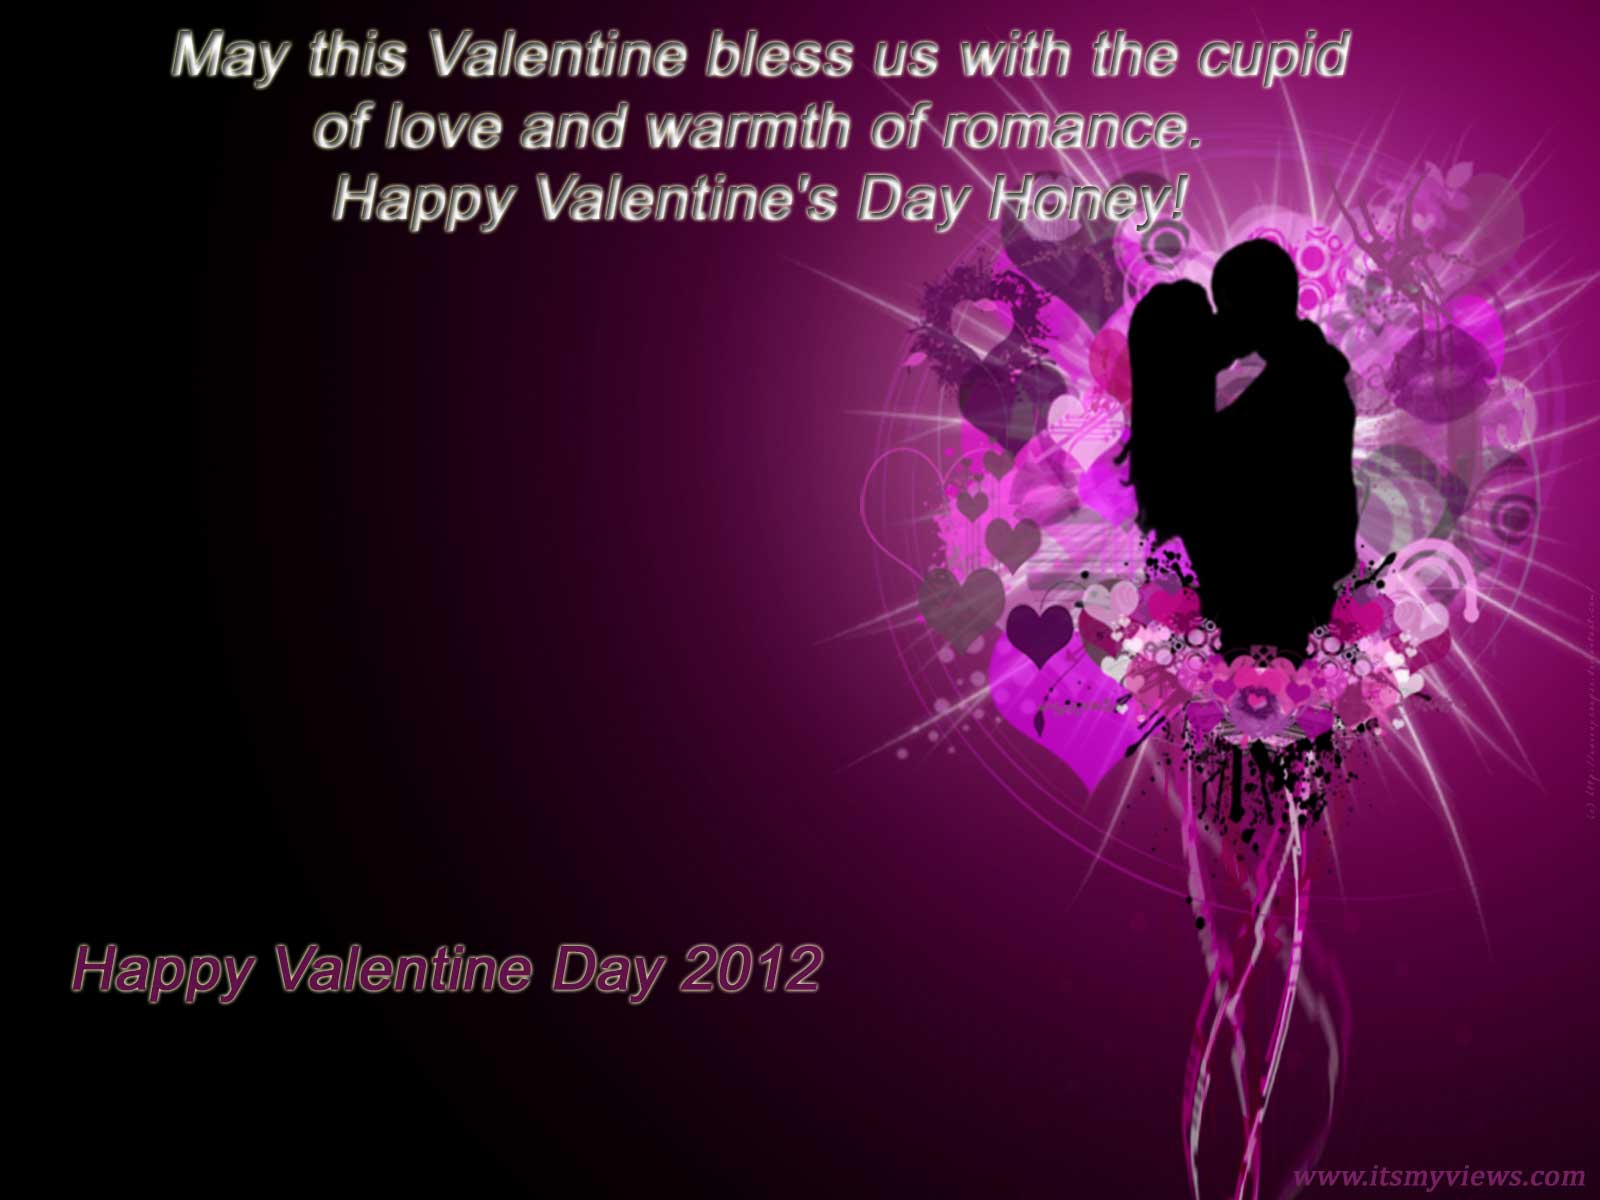 May this Valentine bless us with the cupid
of love and warmth of romance.
Happy Valentine's Day Honey!
Happy Valentine Day 2012
www.itsmyviews.com